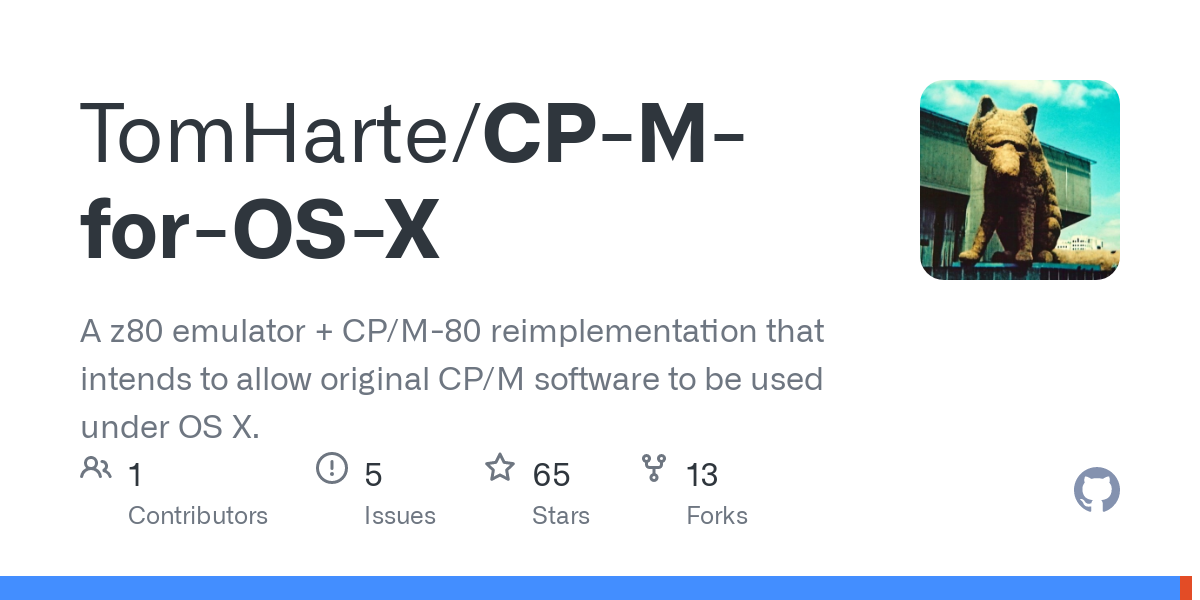 TomHarte/CP-M-
for-OS-X
A z80 emulator + CP/M-80 reimplementation that
intends to allow original CP/M software to be used
under OS X.
1 5 65 13
Contributors Issues Stars Forks